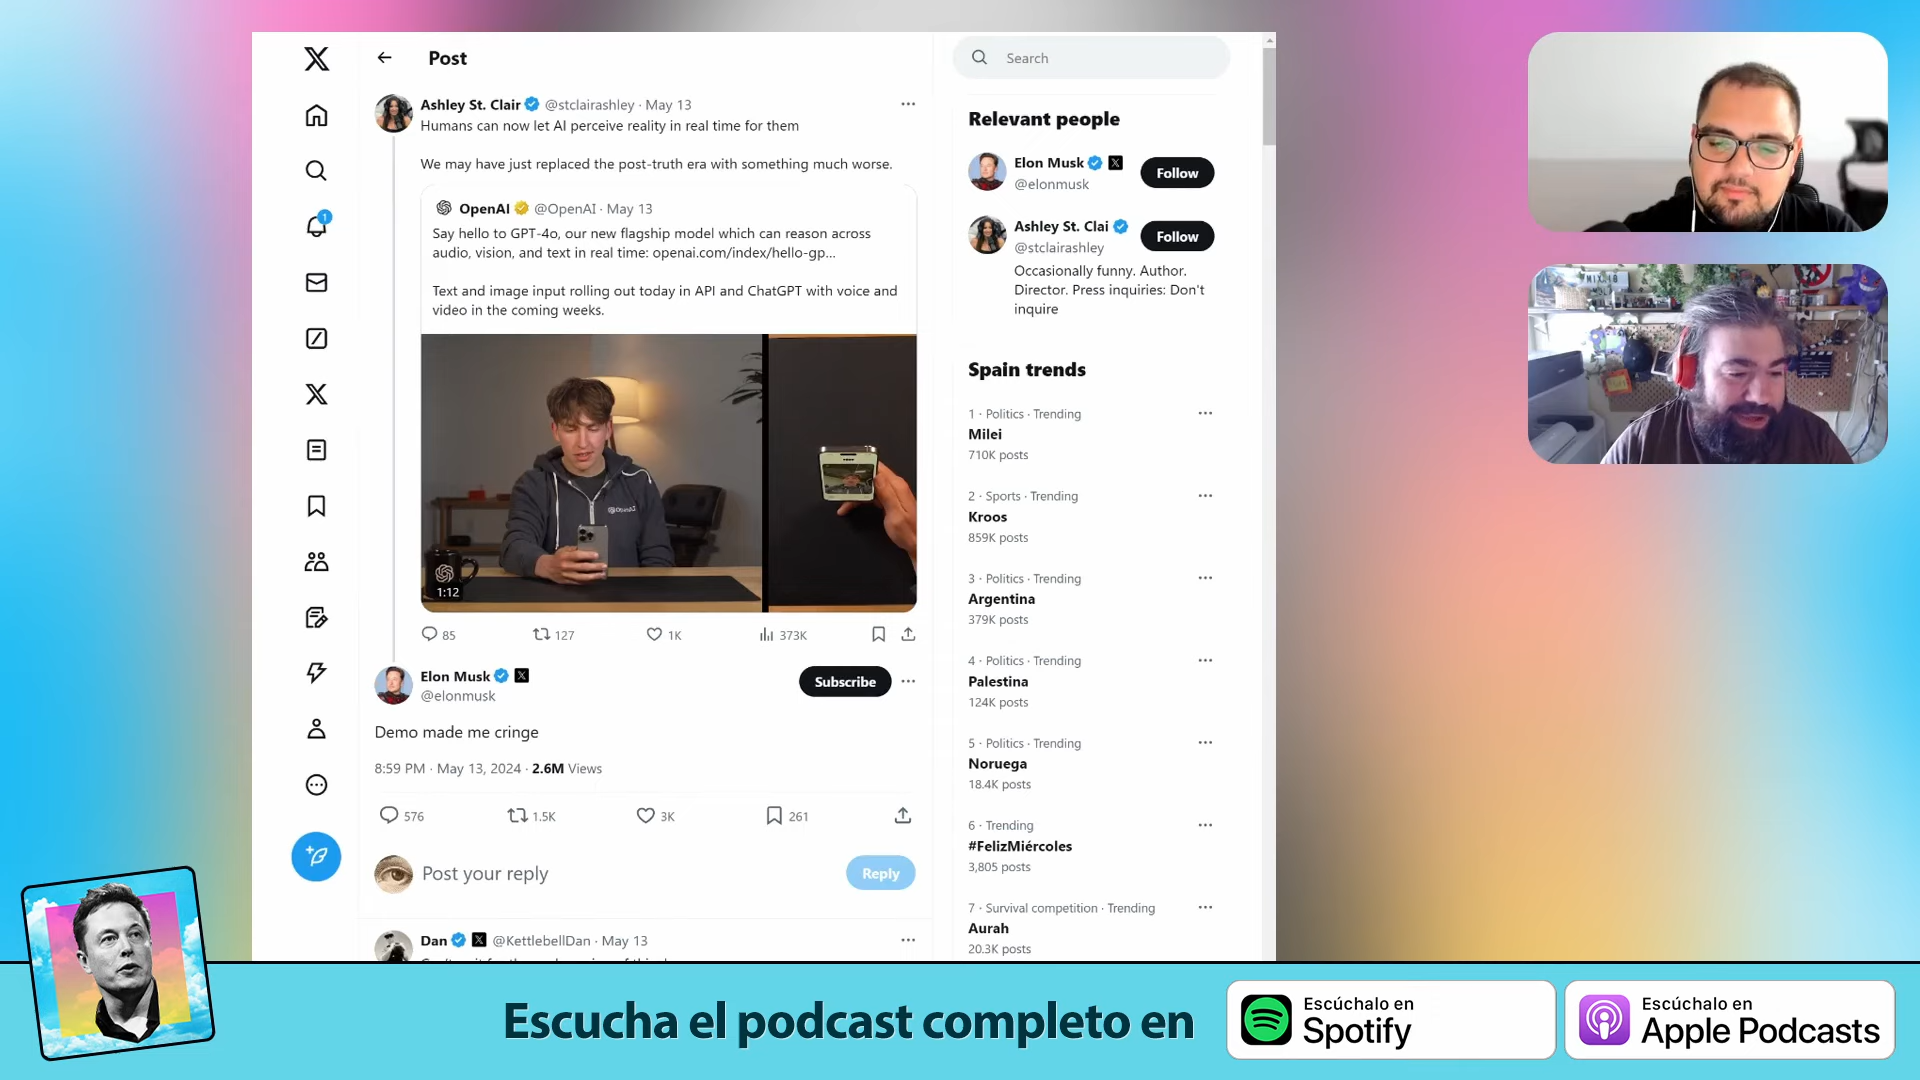 Post
Search
Ashley St. Clair @stclairashley · May 13
Humans can now let AI perceive reality in real time for them
We may have just replaced the post-truth era with something much worse.
OpenAI @OpenAI · May 13
Say hello to GPT-4o, our new flagship model which can reason across
audio, vision, and text in real time: openai.com/index/hello-gp...
Text and image input rolling out today in API and ChatGPT with voice and
video in the coming weeks.
OpenAI
1:12
85
127
1K
373K
Elon Musk
@elonmusk
Subscribe
Demo made me cringe
8:59 PM · May 13, 2024 · 2.6M Views
576
1.5K
3K
261
Post your reply
Reply
Dan @KettlebellDan · May 13
Relevant people
Elon Musk
@elonmusk
Follow
Ashley St. Clai
@stclairashley
Follow
Occasionally funny. Author.
Director. Press inquiries: Don't
inquire
Spain trends
1 · Politics · Trending
Milei
710K posts
2 · Sports · Trending
Kroos
859K posts
3 · Politics · Trending
Argentina
379K posts
4 · Politics · Trending
Palestina
124K posts
5 · Politics · Trending
Noruega
18.4K posts
6 · Trending
#FelizMiércoles
3,805 posts
7 · Survival competition · Trending
Aurah
20.3K posts
1
Escucha el podcast completo en
Escúchalo en
Spotify
Escúchalo en
Apple Podcasts